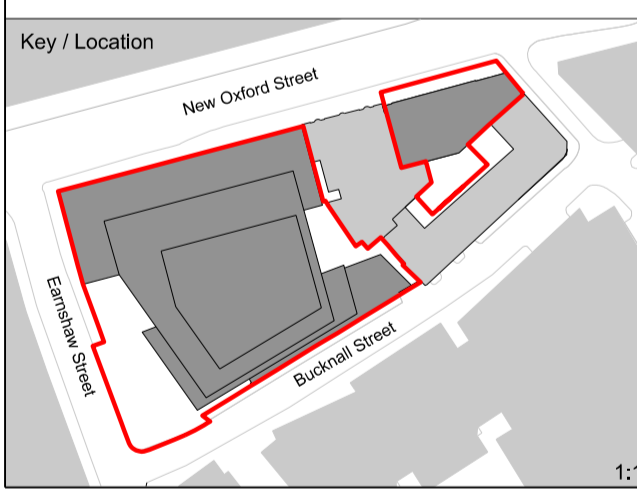 Key / Location
New Oxford Street
Earnshaw Street
Bucknall Street
1:1